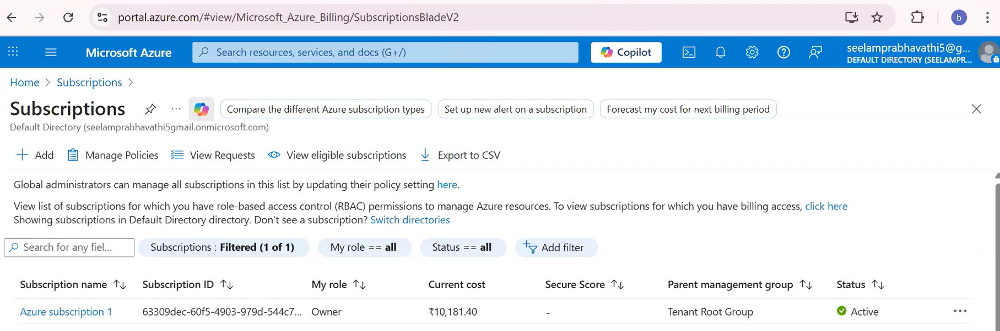 portal.azure.com/#view/Microsoft_Azure_Billing/SubscriptionsBladeV2
b
Microsoft Azure
Search resources, services, and docs (G+/)
Copilot
seelamprabhavathi5@g...
DEFAULT DIRECTORY (SEELAMPR...
Home > Subscriptions >
Subscriptions
...
Compare the different Azure subscription types
Set up new alert on a subscription
Forecast my cost for next billing period
Default Directory (seelamprabhavathi5gmail.onmicrosoft.com)
Add
Manage Policies
View Requests
View eligible subscriptions
Export to CSV
Global administrators can manage all subscriptions in this list by updating their policy setting here.
View list of subscriptions for which you have role-based access control (RBAC) permissions to manage Azure resources. To view subscriptions for which you have billing access, click here
Showing subscriptions in Default Directory directory. Don't see a subscription? Switch directories
Search for any fiel...
Subscriptions : Filtered (1 of 1)
My role == all
Status == all
Add filter
Subscription name ↑↓ Subscription ID ↑↓ My role ↑↓ Current cost Secure Score ↑↓ Parent management group ↑↓ Status ↑↓
Azure subscription 1 63309dec-60f5-4903-979d-544c7... Owner ₹10,181.40 - Tenant Root Group Active ...